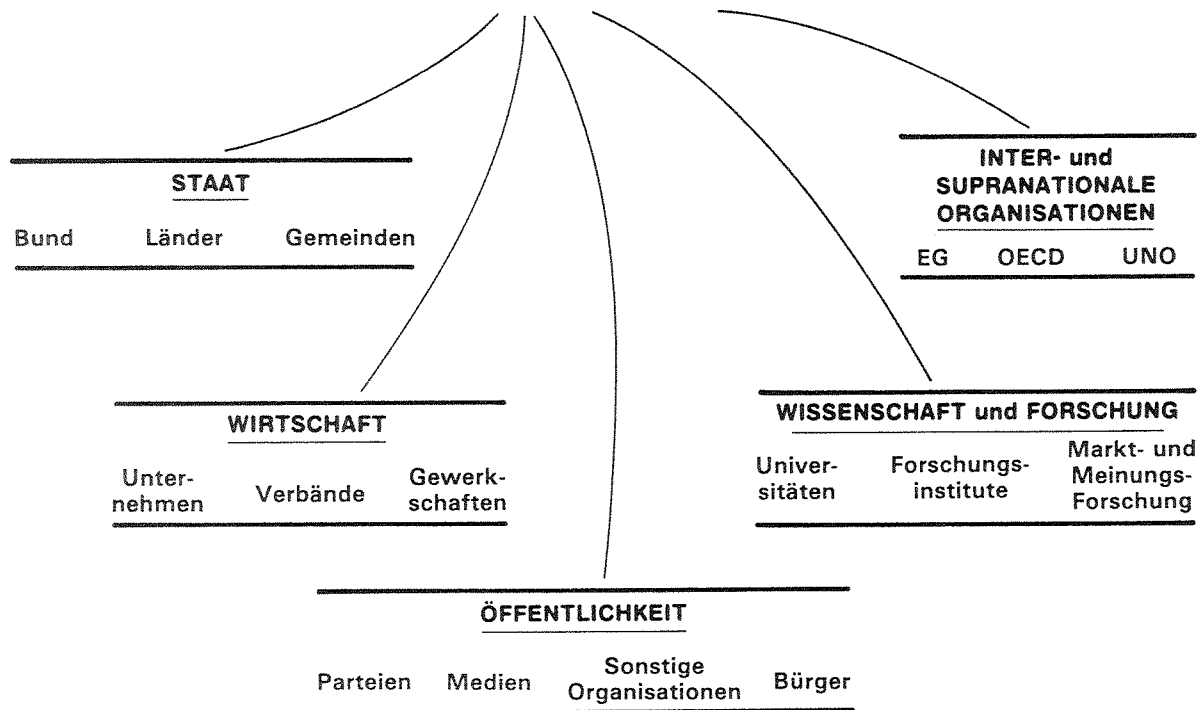 STAAT
Bund Länder Gemeinden
INTER- und
SUPRANATIONALE
ORGANISATIONEN
EG OECD UNO
WIRTSCHAFT
Unter-
nehmen
Verbände
Gewerk-
schaften
WISSENSCHAFT und FORSCHUNG
Univer-
sitäten
Forschungs-
institute
Markt- und
Meinungs-
Forschung
ÖFFENTLICHKEIT
Parteien Medien
Sonstige
Organisationen
Bürger